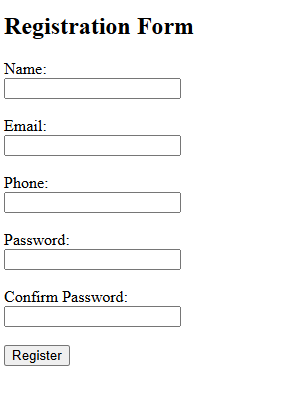 Registration Form
Name:
Email:
Phone:
Password:
Confirm Password:
Register